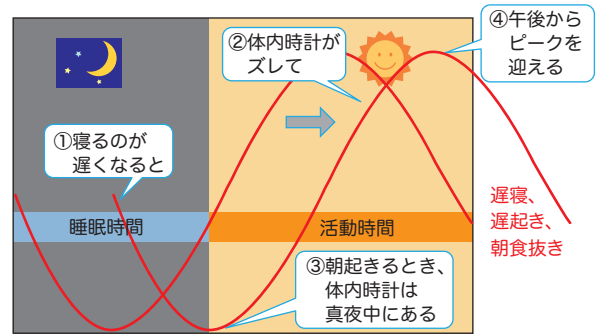 ①寝るのが
遅くなると
②体内時計が
ズレて
③朝起きるとき、
体内時計は
真夜中にある
④午後から
ピークを
迎える
睡眠時間
活動時間
遅寝、
遅起き、
朝食抜き